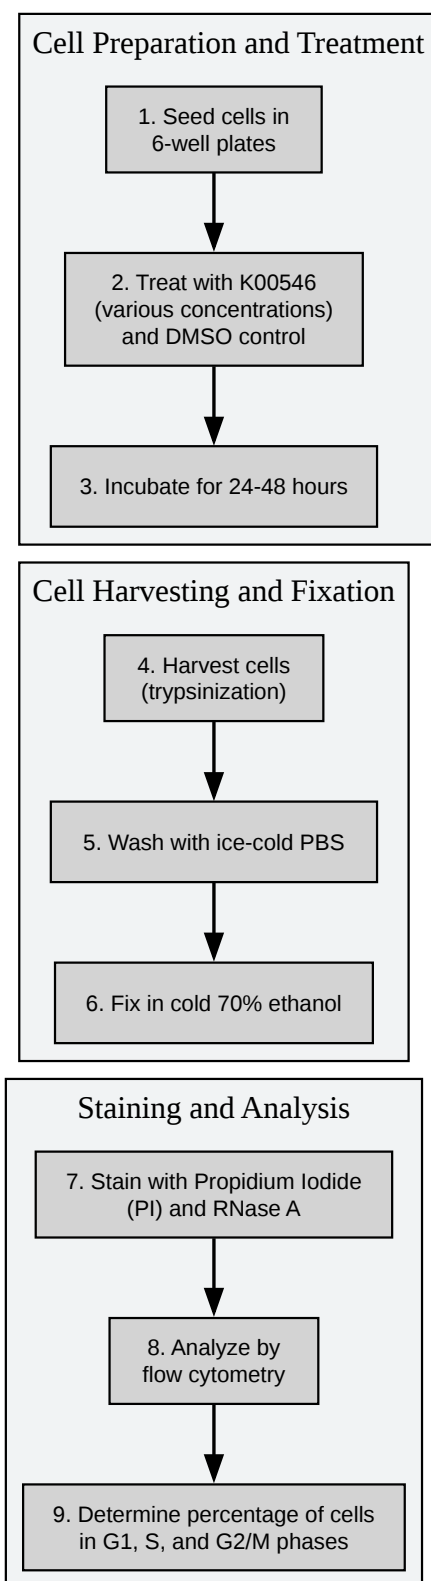 Cell Preparation and Treatment
1. Seed cells in
6-well plates
2. Treat with K00546
(various concentrations)
and DMSO control
3. Incubate for 24-48 hours
Cell Harvesting and Fixation
4. Harvest cells
(trypsinization)
5. Wash with ice-cold PBS
6. Fix in cold 70% ethanol
Staining and Analysis
7. Stain with Propidium Iodide
(PI) and RNase A
8. Analyze by
flow cytometry
9. Determine percentage of cells
in G1, S, and G2/M phases